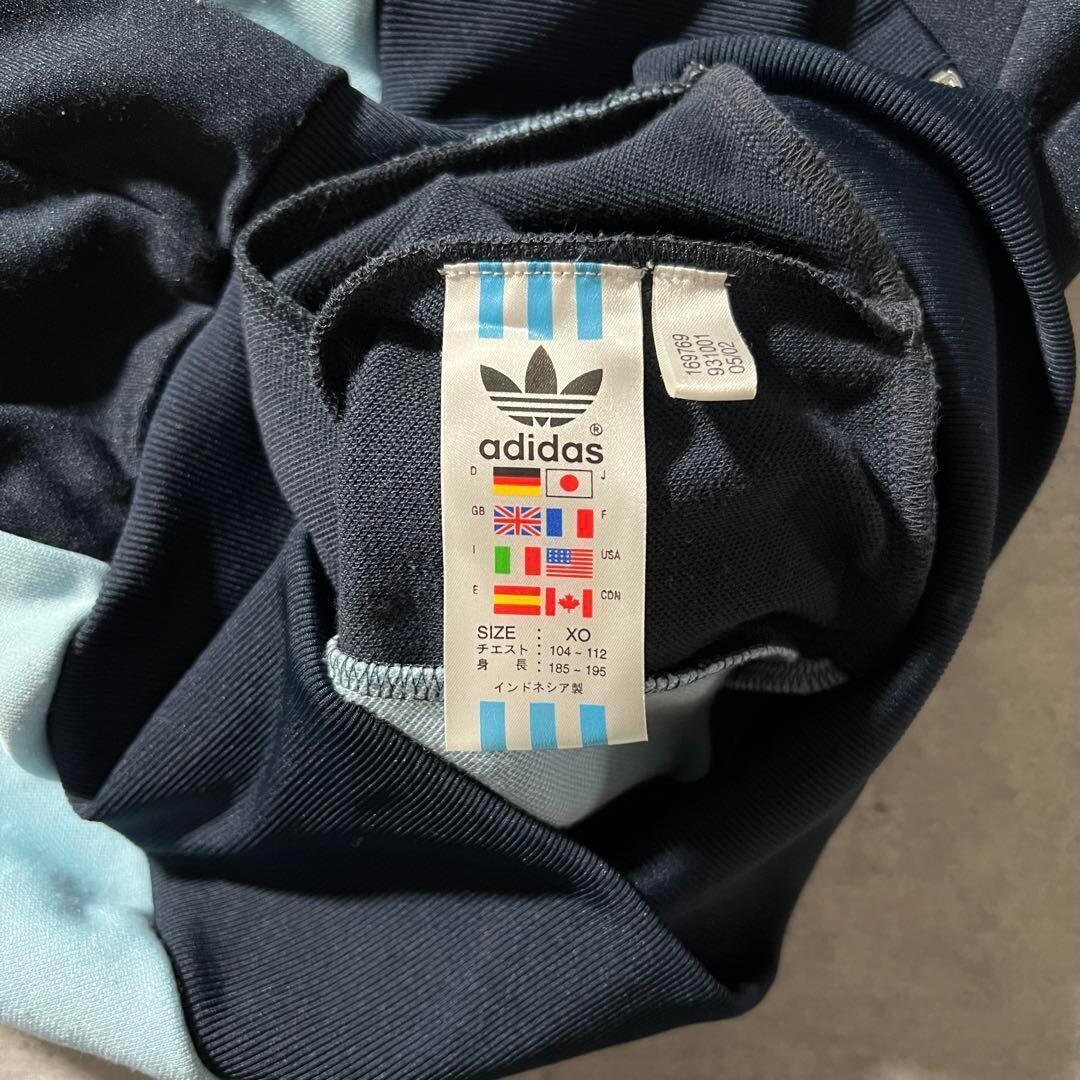 adidas®
D J
GB F
I USA
E CDN
SIZE : XO
チエスト : 104 ~ 112
身 長 : 185 ~ 195
インドネシア製
169769
931001
05/02